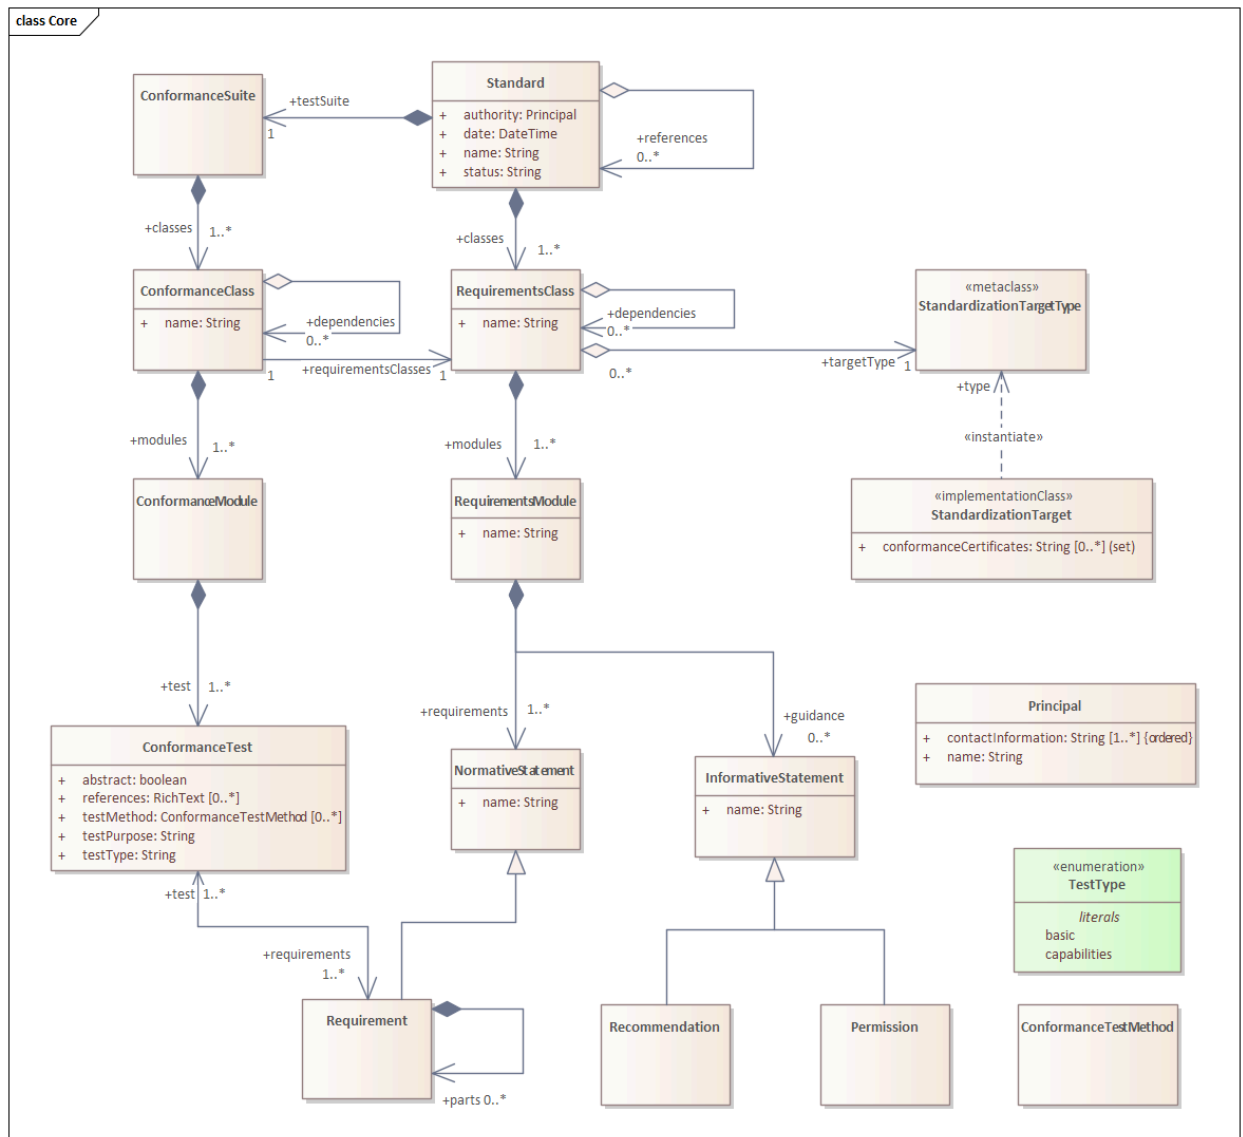 class Core
ConformanceSuite
+testSuite
1
Standard
+ authority: Principal
+ date: DateTime
+ name: String
+ status: String
+references
0..*
+classes
1..*
+classes
1..*
ConformanceClass
+ name: String
+dependencies
0..*
RequirementsClass
+ name: String
+dependencies
0..*
«metaclass»
StandardizationTargetType
1
+requirementsClasses
1
0..*
+targetType
1
+type
«instantiate»
+modules
1..*
+modules
1..*
ConformanceModule
RequirementsModule
+ name: String
«implementationClass»
StandardizationTarget
+ conformanceCertificates: String [0..*] (set)
+test
1..*
+requirements
1..*
+guidance
0..*
Principal
+ contactInformation: String [1..*] {ordered}
+ name: String
ConformanceTest
+ abstract: boolean
+ references: RichText [0..*]
+ testMethod: ConformanceTestMethod [0..*]
+ testPurpose: String
+ testType: String
NormativeStatement
+ name: String
InformativeStatement
+ name: String
«enumeration»
TestType
literals
basic
capabilities
+test
1..*
+requirements
1..*
Requirement
+parts 0..*
Recommendation
Permission
ConformanceTestMethod